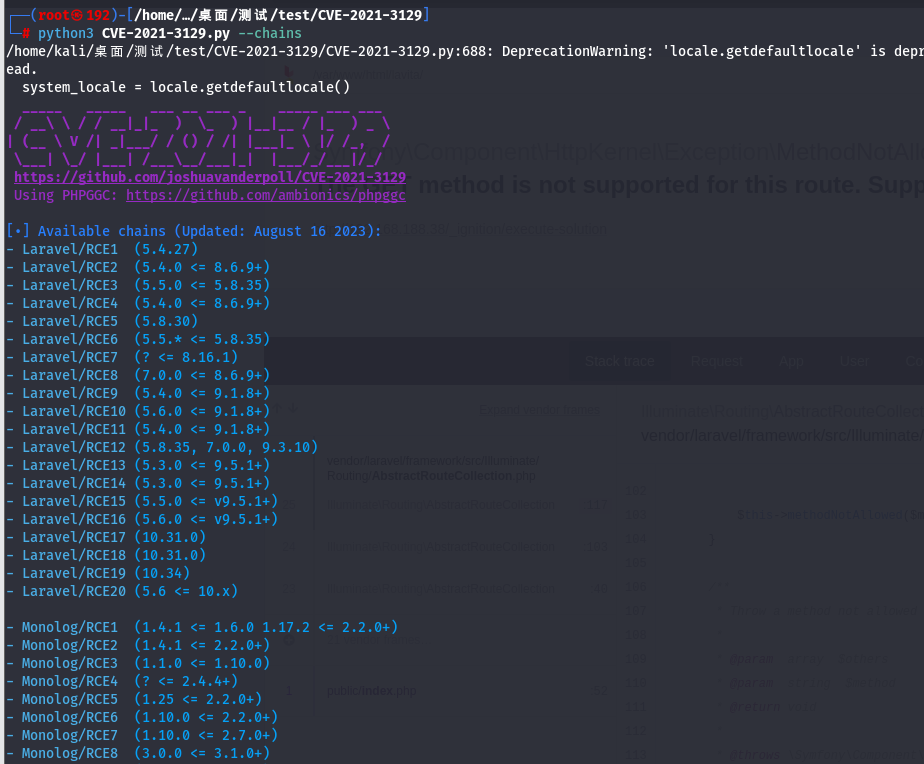 ┌──(root㉿192)-[/home/…/桌面/测试/test/CVE-2021-3129]
└─# python3 CVE-2021-3129.py --chains
/home/kali/桌面/测试/test/CVE-2021-3129/CVE-2021-3129.py:688: DeprecationWarning: 'locale.getdefaultlocale' is depr
ead.
system_locale = locale.getdefaultlocale()
https://github.com/joshuavanderpoll/CVE-2021-3129
Using PHPGGC: https://github.com/ambionics/phpggc
[•] Available chains (Updated: August 16 2023):
- Laravel/RCE1 (5.4.27)
- Laravel/RCE2 (5.4.0 <= 8.6.9+)
- Laravel/RCE3 (5.5.0 <= 5.8.35)
- Laravel/RCE4 (5.4.0 <= 8.6.9+)
- Laravel/RCE5 (5.8.30)
- Laravel/RCE6 (5.5.* <= 5.8.35)
- Laravel/RCE7 (? <= 8.16.1)
- Laravel/RCE8 (7.0.0 <= 8.6.9+)
- Laravel/RCE9 (5.4.0 <= 9.1.8+)
- Laravel/RCE10 (5.6.0 <= 9.1.8+)
- Laravel/RCE11 (5.4.0 <= 9.1.8+)
- Laravel/RCE12 (5.8.35, 7.0.0, 9.3.10)
- Laravel/RCE13 (5.3.0 <= 9.5.1+)
- Laravel/RCE14 (5.3.0 <= 9.5.1+)
- Laravel/RCE15 (5.5.0 <= v9.5.1+)
- Laravel/RCE16 (5.6.0 <= v9.5.1+)
- Laravel/RCE17 (10.31.0)
- Laravel/RCE18 (10.31.0)
- Laravel/RCE19 (10.34)
- Laravel/RCE20 (5.6 <= 10.x)
- Monolog/RCE1 (1.4.1 <= 1.6.0 1.17.2 <= 2.2.0+)
- Monolog/RCE2 (1.4.1 <= 2.2.0+)
- Monolog/RCE3 (1.1.0 <= 1.10.0)
- Monolog/RCE4 (? <= 2.4.4+)
- Monolog/RCE5 (1.25 <= 2.2.0+)
- Monolog/RCE6 (1.10.0 <= 2.2.0+)
- Monolog/RCE7 (1.10.0 <= 2.7.0+)
- Monolog/RCE8 (3.0.0 <= 3.1.0+)
\Component\HttpKernel\Exception\MethodNotAll
method is not supported for this route. Supp
Stack trace
Request
App
User
Co
vendor/laravel/framework/src/Illuminate/
vendor/laravel/framework/src/Illuminate/
Routing/AbstractRouteCollection.php
public/index.php